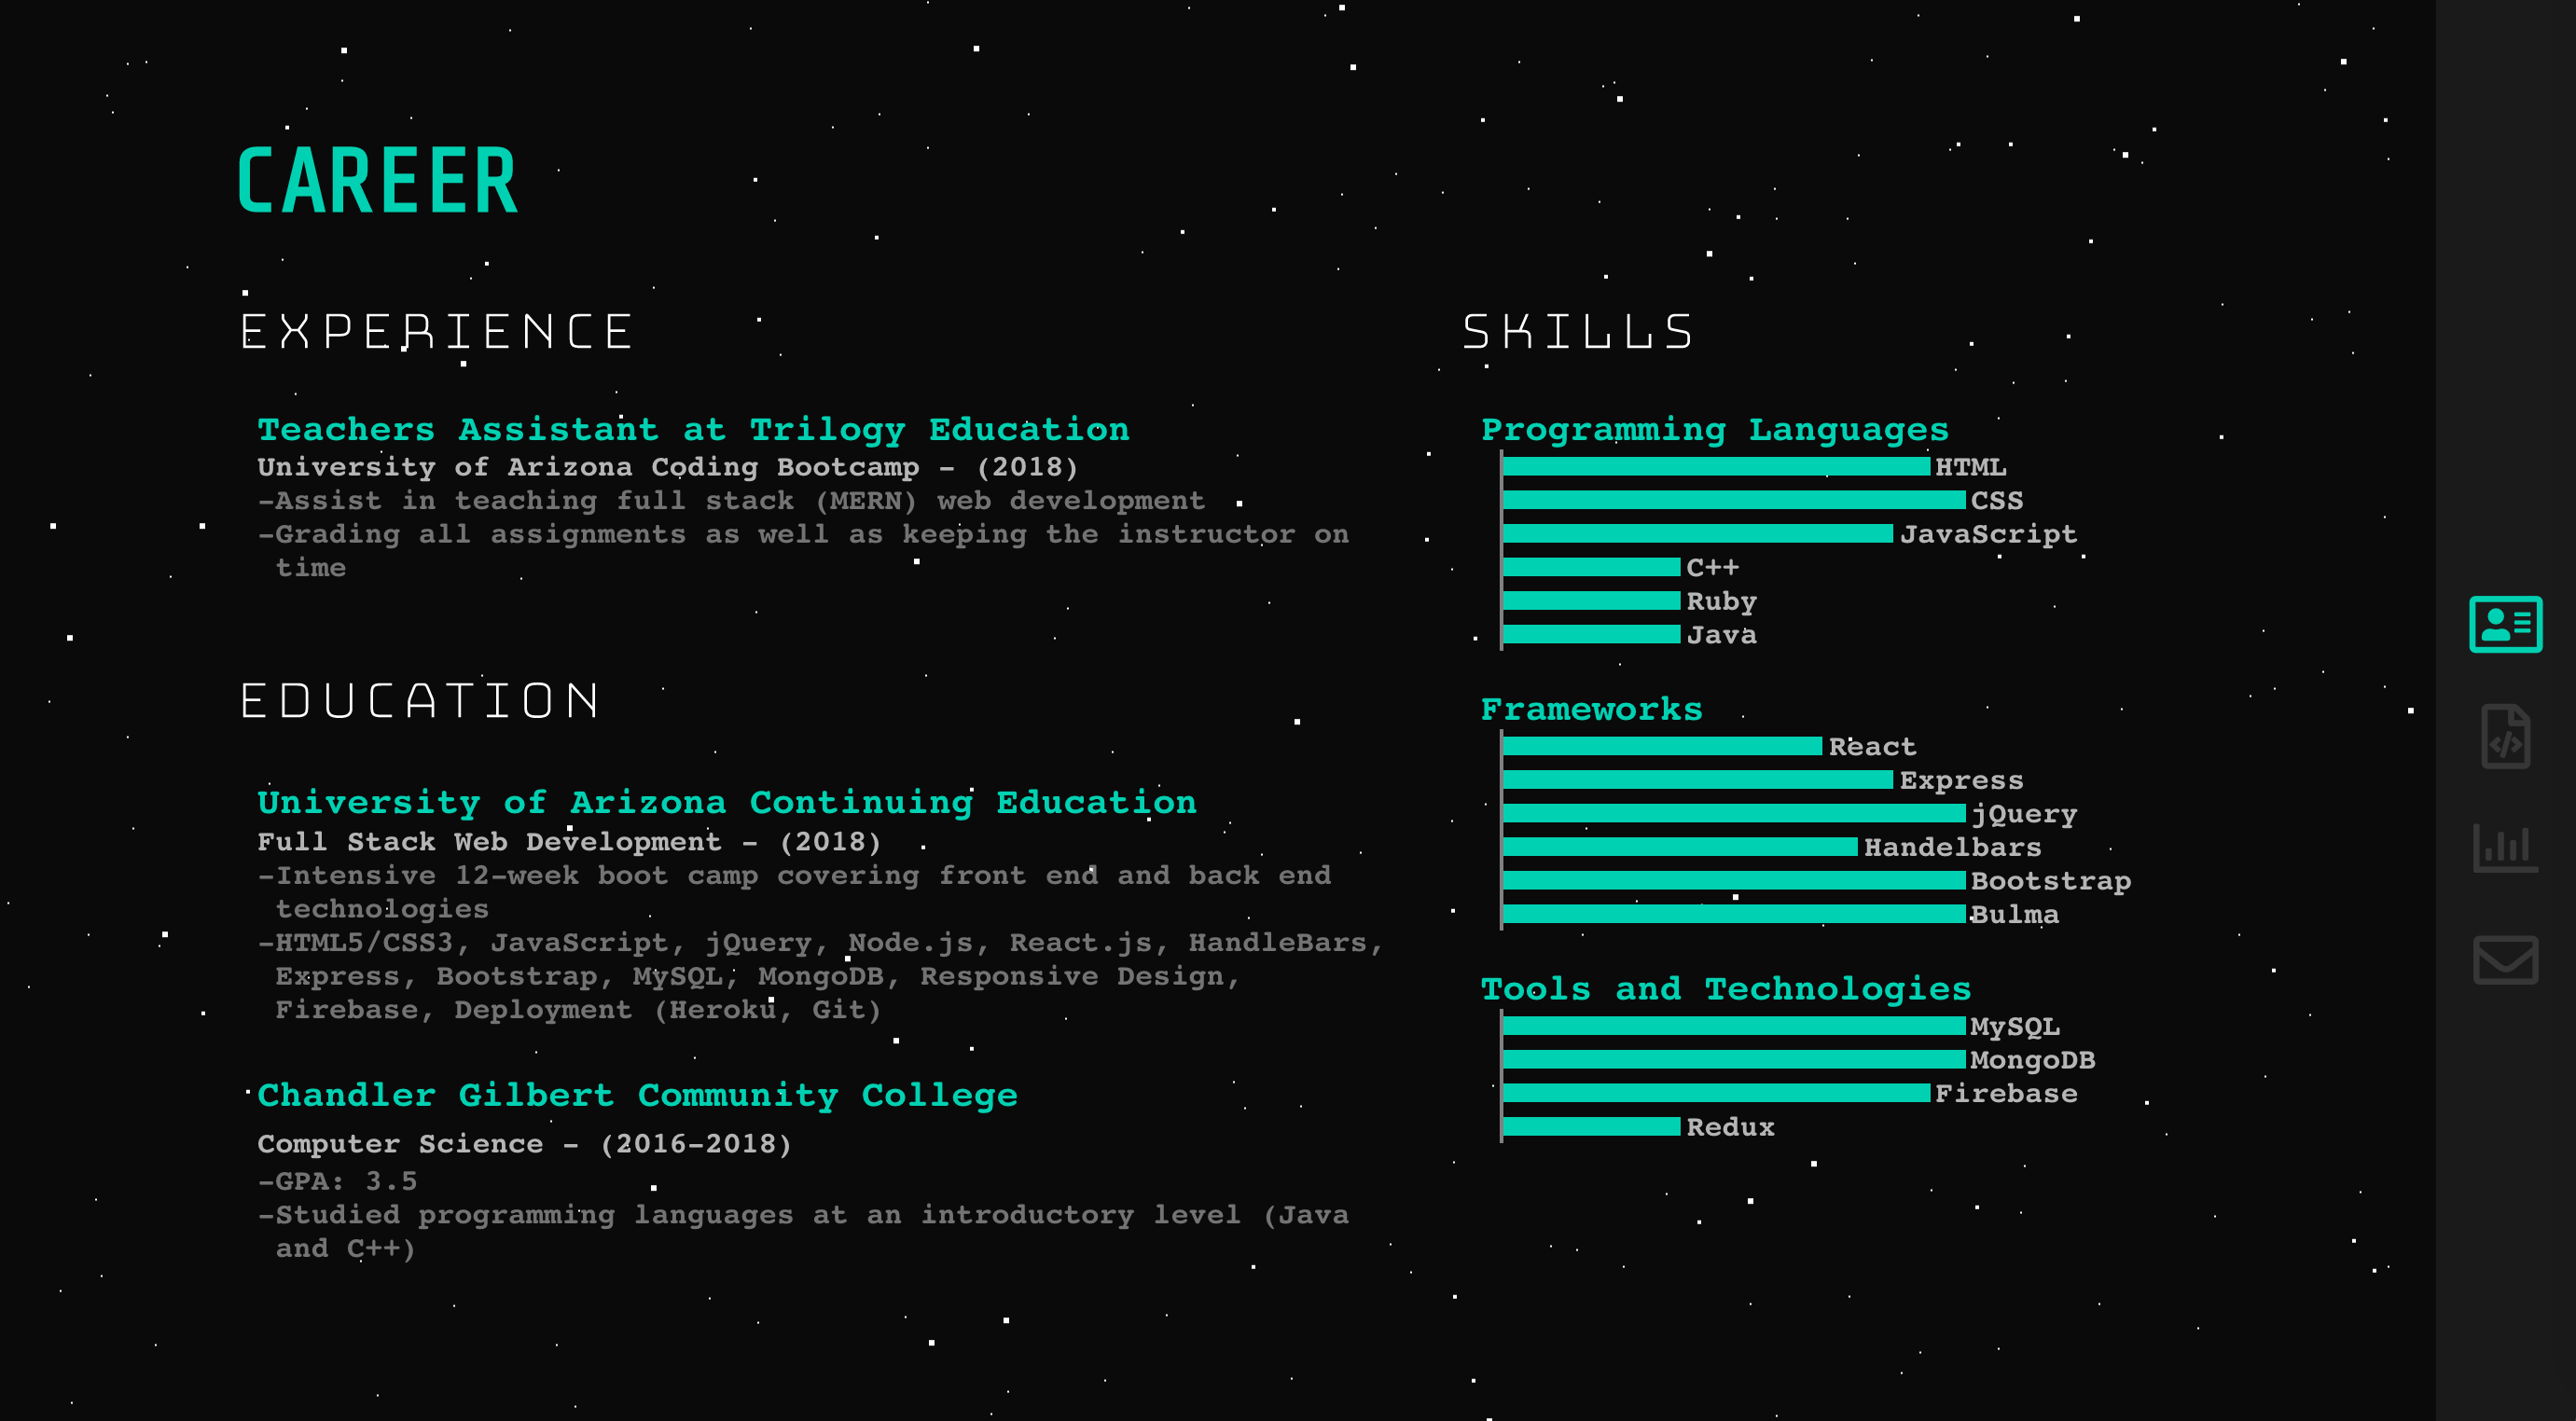 CAREER
EXPERIENCE
Teachers Assistant at Trilogy Education
University of Arizona Coding Bootcamp - (2018)
-Assist in teaching full stack (MERN) web development
-Grading all assignments as well as keeping the instructor on
time
EDUCATION
University of Arizona Continuing Education
Full Stack Web Development - (2018)
-Intensive 12-week boot camp covering front end and back end
technologies
-HTML5/CSS3, JavaScript, jQuery, Node.js, React.js, HandleBars,
Express, Bootstrap, MySQL, MongoDB, Responsive Design,
Firebase, Deployment (Heroku, Git)
Chandler Gilbert Community College
Computer Science - (2016-2018)
-GPA: 3.5
-Studied programming languages at an introductory level (Java
and C++)
SKILLS
Programming Languages
HTML
CSS
JavaScript
C++
Ruby
Java
Frameworks
React
Express
jQuery
Handelbars
Bootstrap
Bulma
Tools and Technologies
MySQL
MongoDB
Firebase
Redux